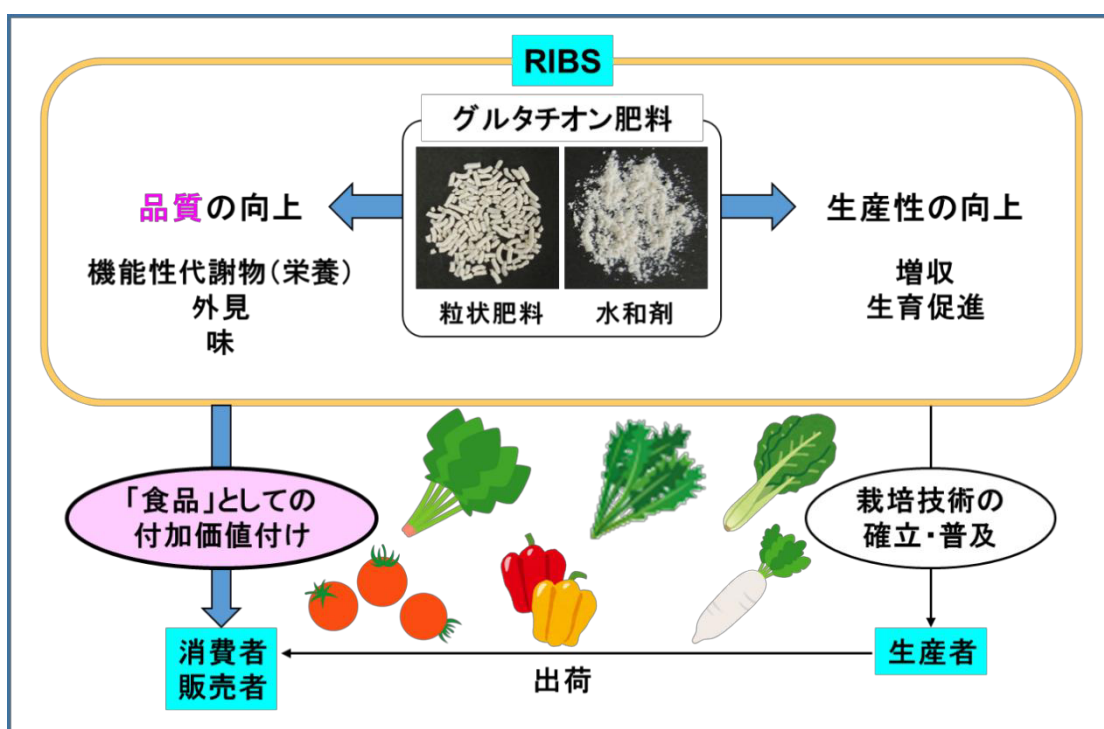 RIBS
グルタチオン肥料
粒状肥料
水和剤
品質の向上
機能性代謝物(栄養)
外見
味
生産性の向上
増収
生育促進
「食品」としての
付加価値付け
栽培技術の
確立・普及
消費者
販売者
出荷
生産者